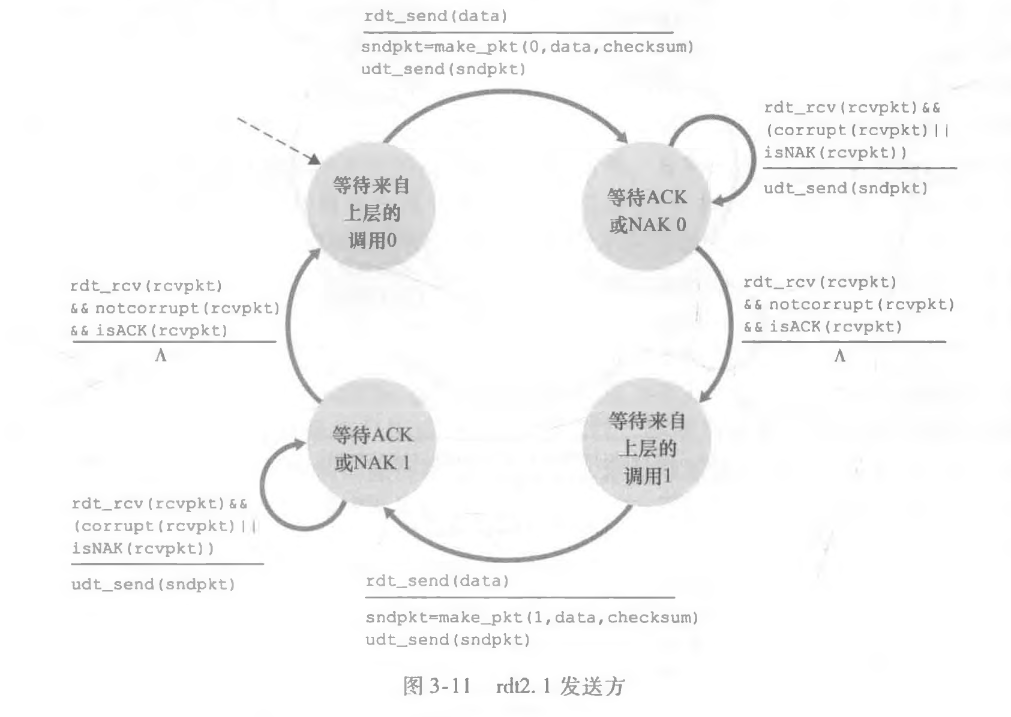 rdt_send(data)
sndpkt=make_pkt(0,data,checksum)
udt_send(sndpkt)
rdt_rcv(rcvpkt)&&
(corrupt(rcvpkt)||
isNAK(rcvpkt))
udt_send(sndpkt)
等待来自
上层的
调用0
等待ACK
或NAK 0
rdt_rcv(rcvpkt)
&&notcorrupt(rcvpkt)
&&isACK(rcvpkt)
Λ
rdt_rcv(rcvpkt)
&&notcorrupt(rcvpkt)
&&isACK(rcvpkt)
Λ
等待ACK
或NAK 1
等待来自
上层的
调用1
rdt_rcv(rcvpkt)&&
(corrupt(rcvpkt)||
isNAK(rcvpkt))
udt_send(sndpkt)
rdt_send(data)
sndpkt=make_pkt(1,data,checksum)
udt_send(sndpkt)
图 3-11 rdt2. 1 发送方